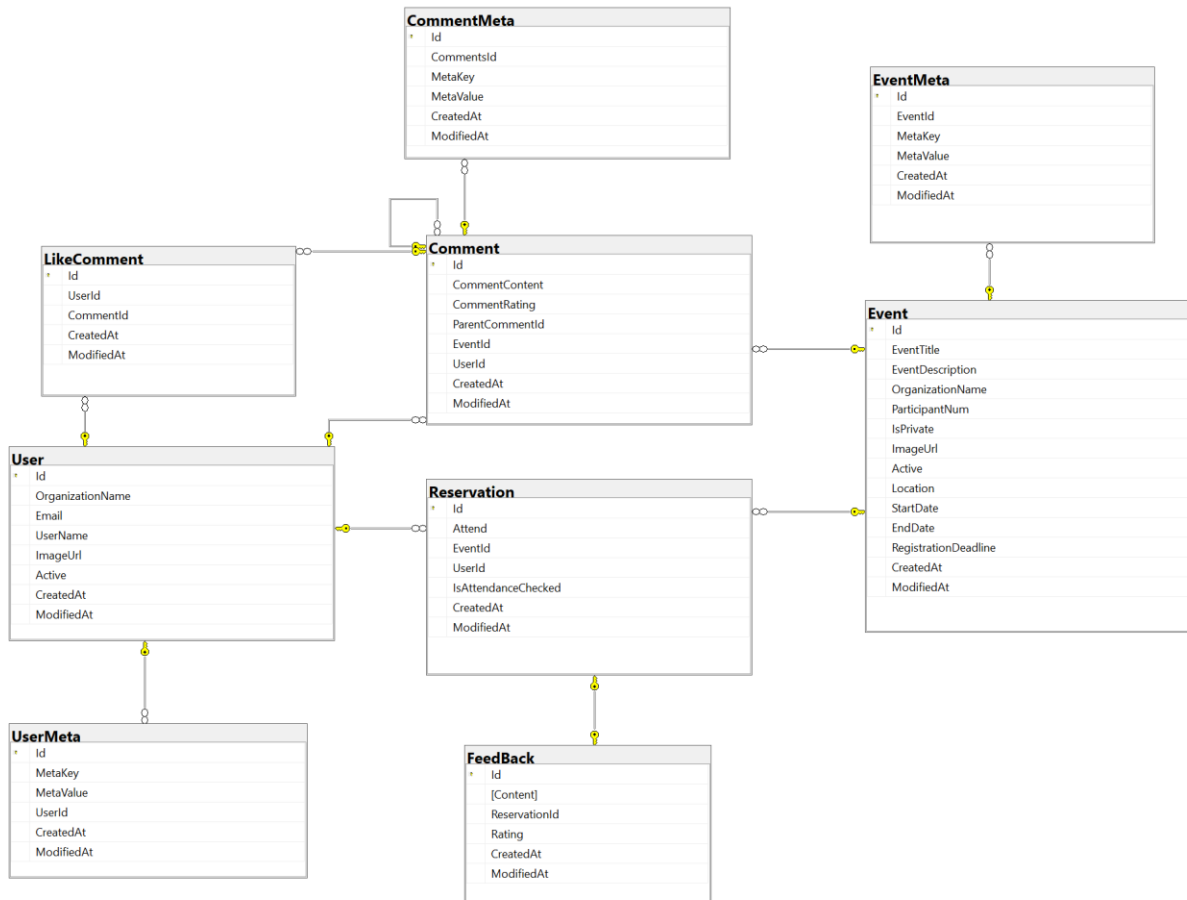 CommentMeta
Id
CommentsId
MetaKey
MetaValue
CreatedAt
ModifiedAt
EventMeta
Id
EventId
MetaKey
MetaValue
CreatedAt
ModifiedAt
LikeComment
Id
UserId
CommentId
CreatedAt
ModifiedAt
Comment
Id
CommentContent
CommentRating
ParentCommentId
EventId
UserId
CreatedAt
ModifiedAt
Event
Id
EventTitle
EventDescription
OrganizationName
ParticipantNum
IsPrivate
ImageUrl
Active
Location
StartDate
EndDate
RegistrationDeadline
CreatedAt
ModifiedAt
User
Id
OrganizationName
Email
UserName
ImageUrl
Active
CreatedAt
ModifiedAt
Reservation
Id
Attend
EventId
UserId
IsAttendanceChecked
CreatedAt
ModifiedAt
UserMeta
Id
MetaKey
MetaValue
UserId
CreatedAt
ModifiedAt
FeedBack
Id
[Content]
ReservationId
Rating
CreatedAt
ModifiedAt